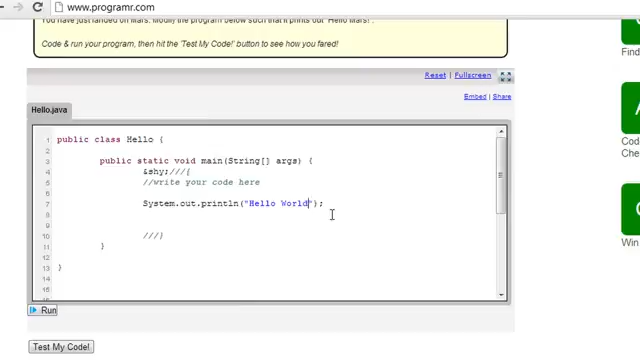 www.programr.com
You have just landed on Mars. Modify the program below such that it prints out "Hello Mars!".
Code & run your program, then hit the 'Test My Code!' button to see how you fared!
Find
Reset | Fullscreen
Embed | Share
Hello.java
Code
Che
Win
1 public class Hello {
2
3 public static void main(String[] args) {
4 &shy;///{
5 //write your code here
6
7 System.out.println("Hello World");
8
9
10 ///}
11 }
12
13 }
14
Run
Test My Code!